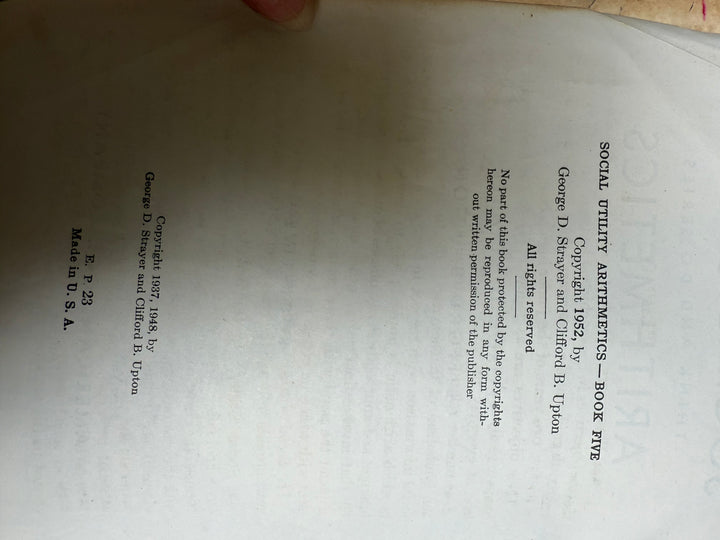 SOCIAL UTILITY ARITHMETICS — BOOK FIVE
Copyright 1952, by
George D. Strayer and Clifford B. Upton
All rights reserved
No part of this book protected by the copyrights
hereon may be reproduced in any form with-
out written permission of the publisher
Copyright 1937, 1948, by
George D. Strayer and Clifford B. Upton
E. P. 23
Made in U. S. A.